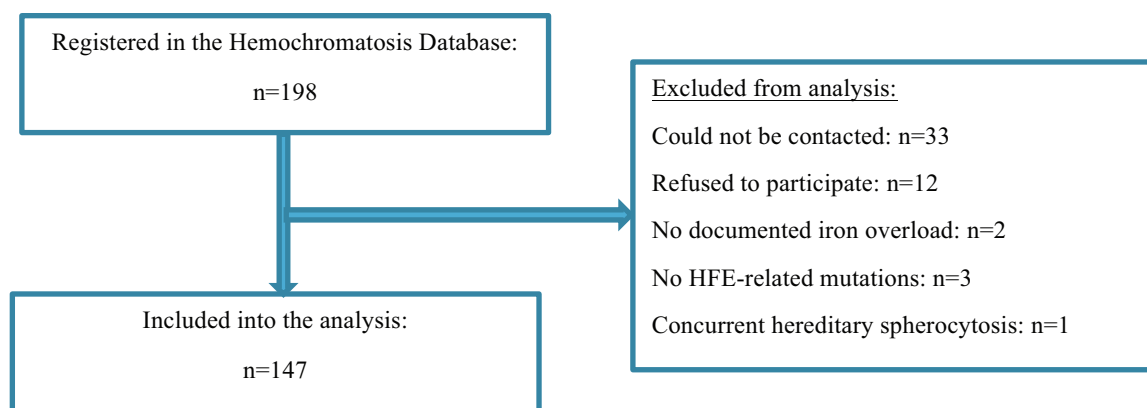 Registered in the Hemochromatosis Database:
n=198
Excluded from analysis:
Could not be contacted: n=33
Refused to participate: n=12
No documented iron overload: n=2
No HFE-related mutations: n=3
Concurrent hereditary spherocytosis: n=1
Included into the analysis:
n=147